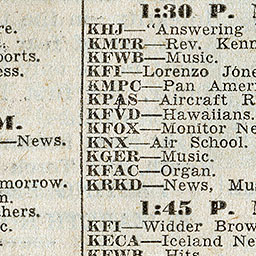 re.
ports.
ess.
M.
—News.
morrow.
n.
hers.
c.
1:30 P.
KHJ—"Answering
KMTR—Rev. Kenn
KFWB—Music.
KFI—Lorenzo Jone
KMPC—Pan Ameri
KPAS—Aircraft R
KFVD—Hawaiians.
KFOX—Monitor Ne
KNX—Air School.
KGER—Music.
KFAC—Organ.
KRKD—News, Mus
1:45 P.
KFI—Widder Brow
KECA—Iceland Ne
KFWB—Hits